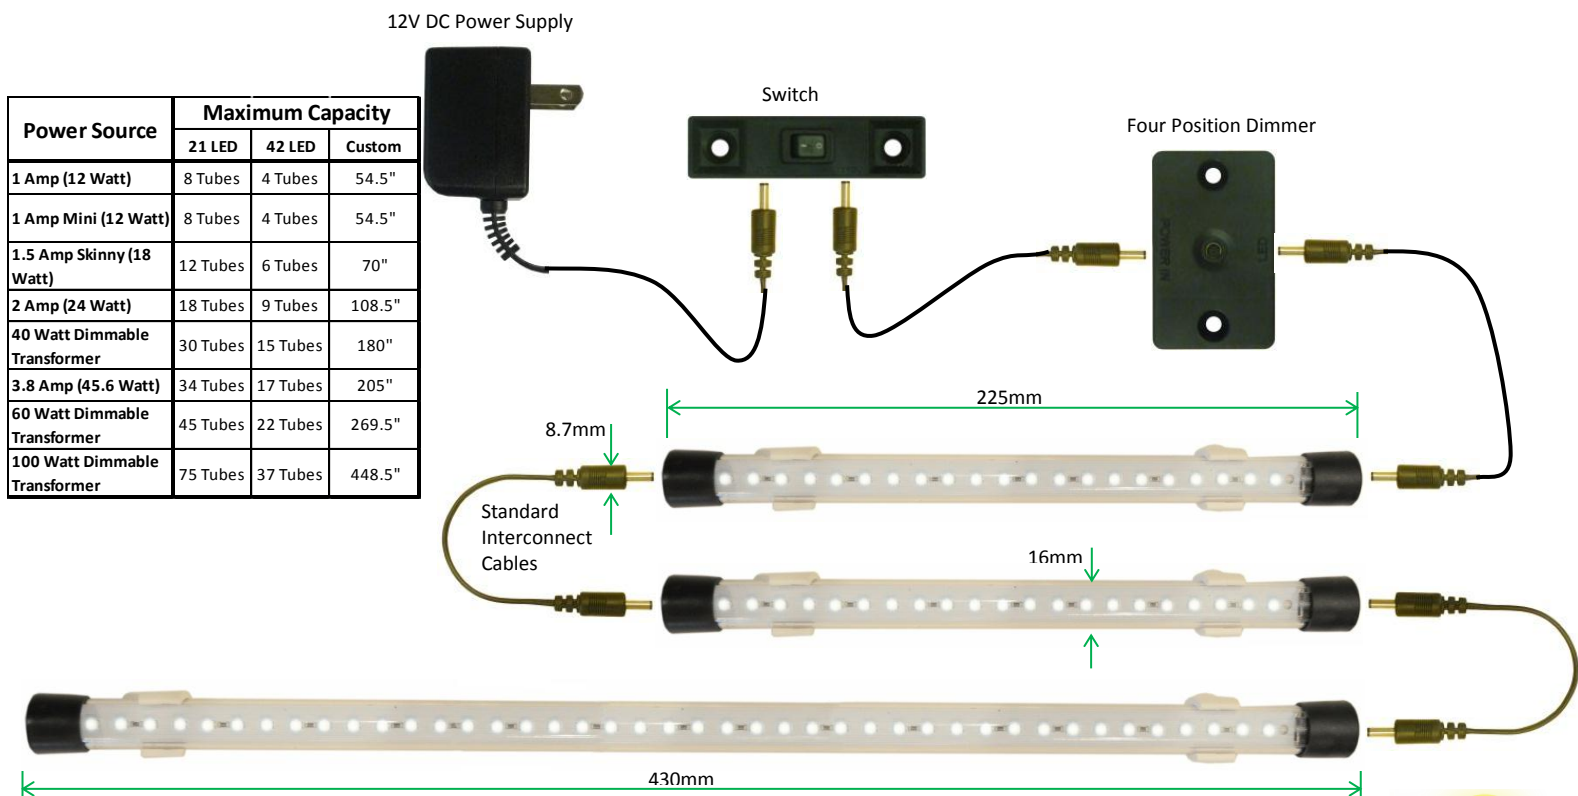 12V DC Power Supply
Switch
Four Position Dimmer
Power Source
Maximum Capacity
21 LED 42 LED Custom
1 Amp (12 Watt) 8 Tubes 4 Tubes 54.5"
1 Amp Mini (12 Watt) 8 Tubes 4 Tubes 54.5"
1.5 Amp Skinny (18
Watt) 12 Tubes 6 Tubes 70"
2 Amp (24 Watt) 18 Tubes 9 Tubes 108.5"
40 Watt Dimmable
Transformer 30 Tubes 15 Tubes 180"
3.8 Amp (45.6 Watt) 34 Tubes 17 Tubes 205"
60 Watt Dimmable
Transformer 45 Tubes 22 Tubes 269.5"
100 Watt Dimmable
Transformer 75 Tubes 37 Tubes 448.5"
POWER IN
LED
225mm
8.7mm
Standard
Interconnect
Cables
16mm
430mm